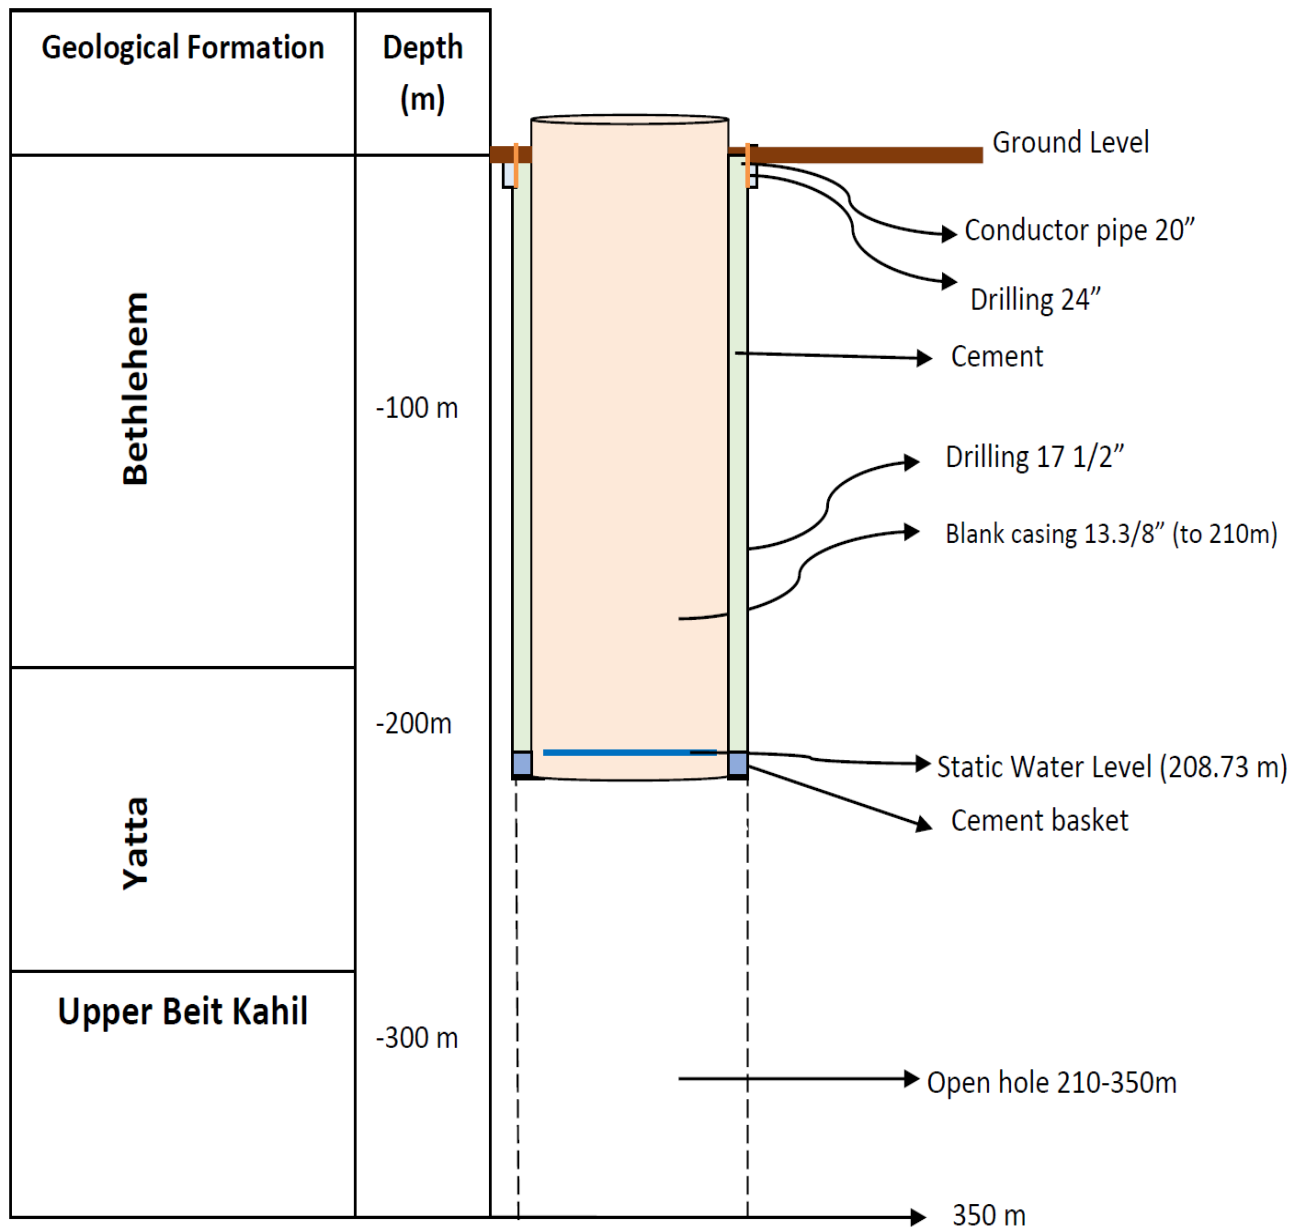 Geological Formation
Depth
(m)
Ground Level
Conductor pipe 20”
Drilling 24”
Cement
Bethlehem
-100 m
Drilling 17 1/2”
Blank casing 13.3/8” (to 210m)
-200m
Static Water Level (208.73 m)
Cement basket
Yatta
Upper Beit Kahil
-300 m
Open hole 210-350m
350 m